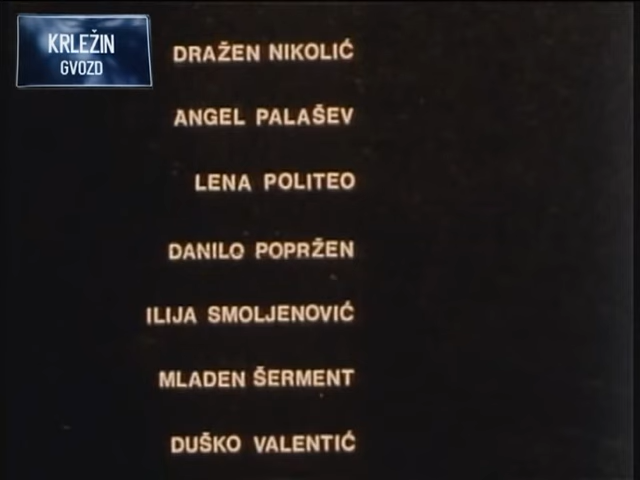 KRLEŽIN
GVOZD
DRAŽEN NIKOLIĆ
ANGEL PALAŠEV
LENA POLITEO
DANILO POPRŽEN
ILIJA SMOLJENOVIĆ
MLADEN ŠERMENT
DUŠKO VALENTIĆ